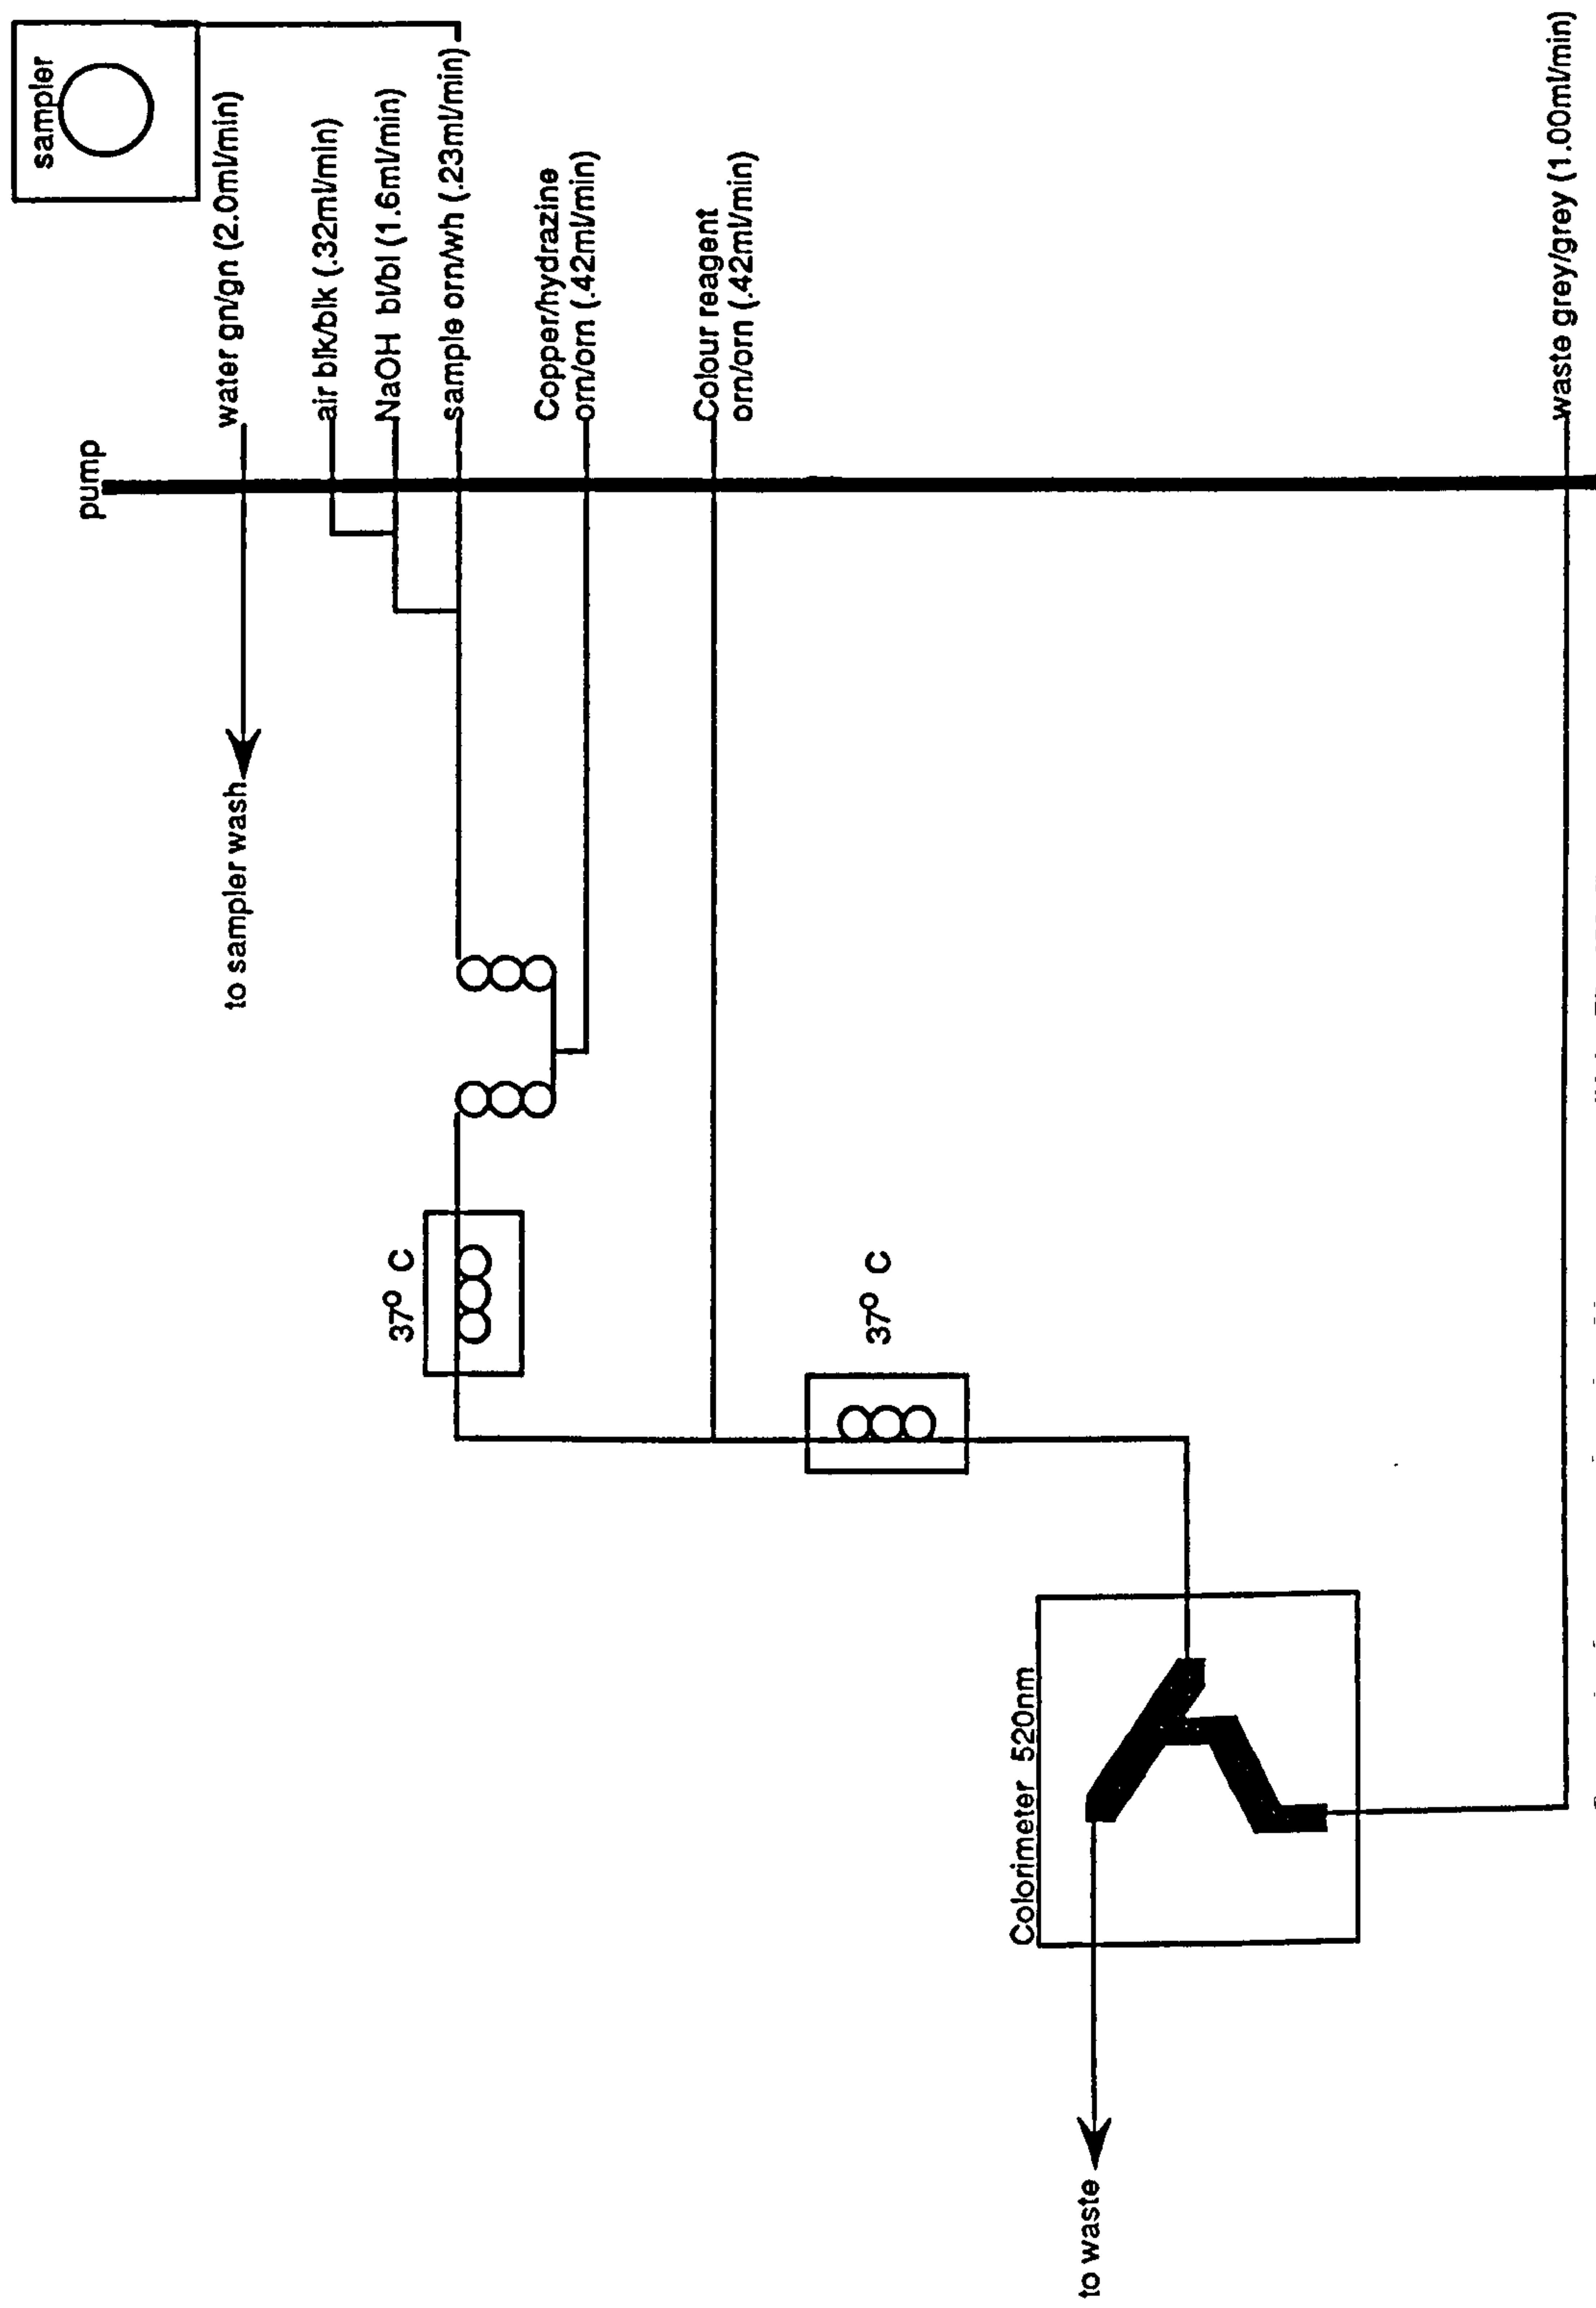 sampler
pump
water gn/gn (2.0ml/min)
to sampler wash
air blk/blk (.32ml/min)
NaOH bl/bl (1.6ml/min)
sample orn/wh (.23ml/min)
Copper/hydrazine
orn/orn (.42ml/min)
Colour reagent
orn/orn (.42ml/min)
37º C
37º C
Colorimeter 520nm
to waste
waste grey/grey (1.00ml/min)